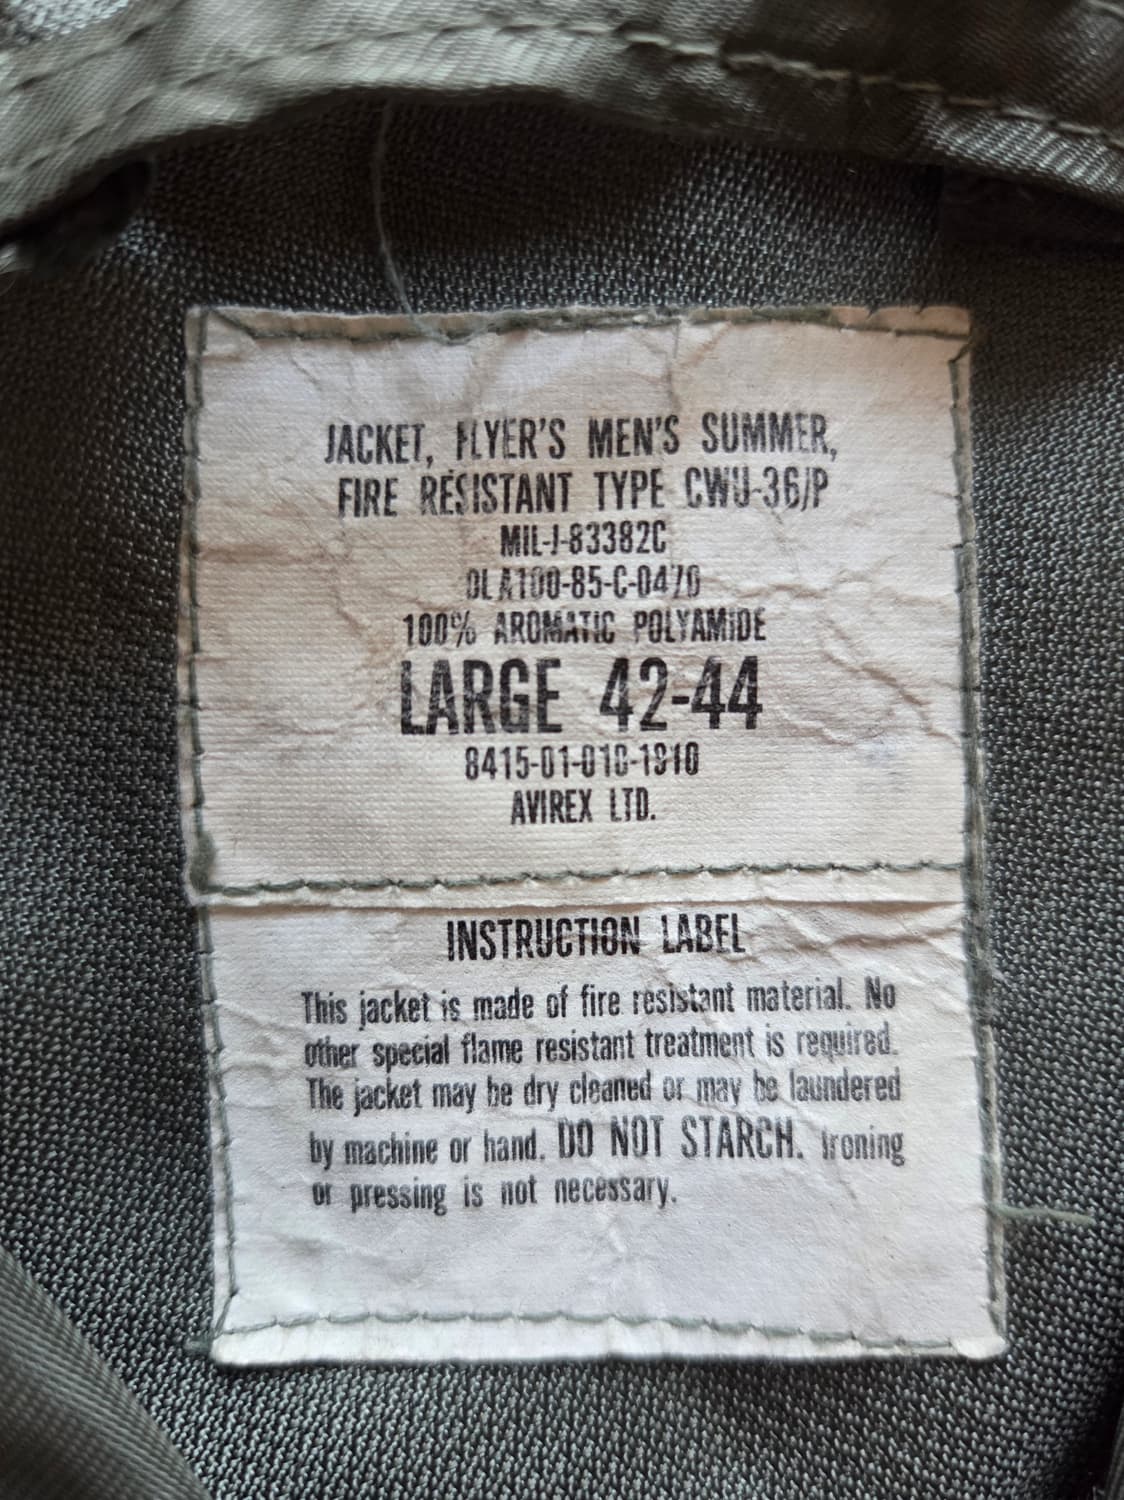 JACKET, FLYER'S MEN'S SUMMER,
FIRE RESISTANT TYPE CWU-36/P
MIL-J-83382C
DLA100-85-C-0470
100% AROMATIC POLYAMIDE
LARGE 42-44
8415-01-010-1910
AVIREX LTD.
INSTRUCTION LABEL
This jacket is made of fire resistant material. No
other special flame resistant treatment is required.
The jacket may be dry cleaned or may be laundered
by machine or hand. DO NOT STARCH. Ironing
or pressing is not necessary.